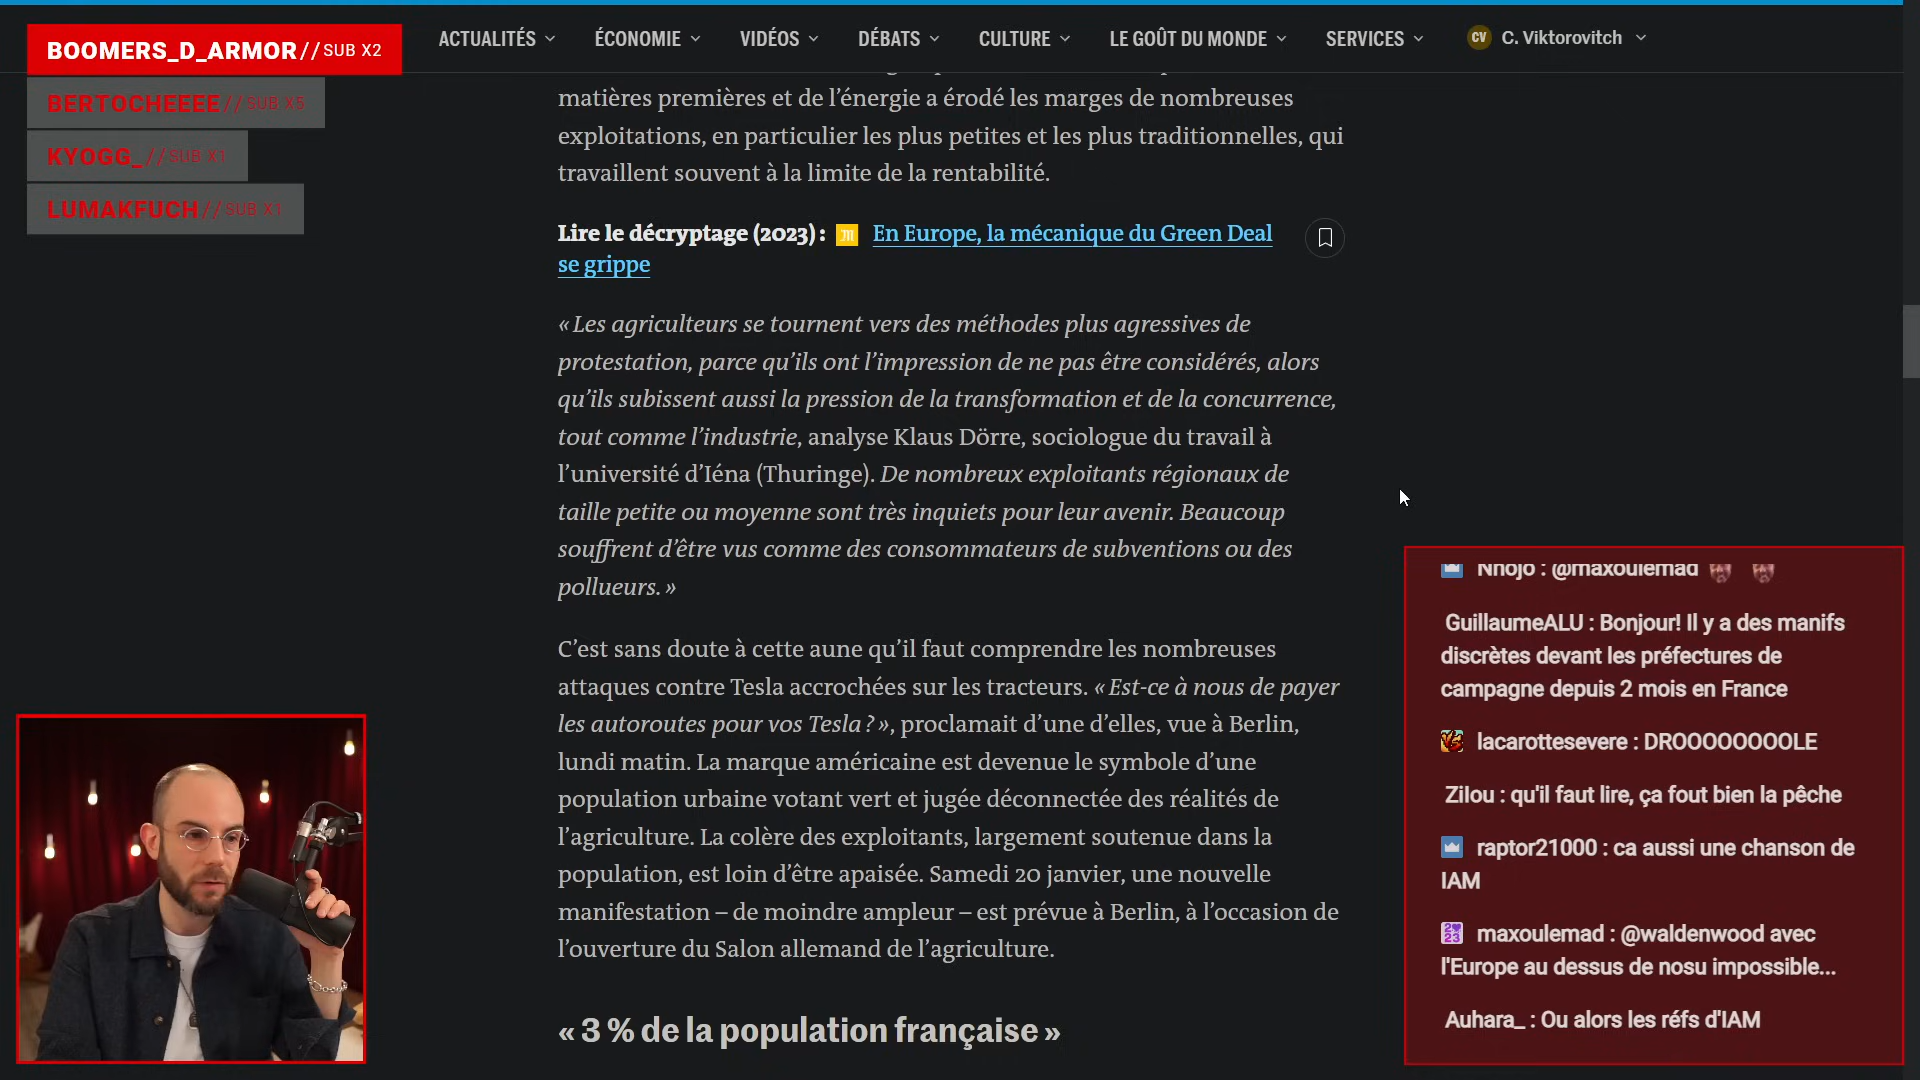 BOOMERS_D_ARMOR // SUB X2
BERTOCHEEEE // SUB X5
KYOGG_ // SUB X1
LUMAKFUCH // SUB X1
ACTUALITÉS
ÉCONOMIE
VIDÉOS
DÉBATS
CULTURE
LE GOÛT DU MONDE
SERVICES
CV C. Viktorovitch
matières premières et de l’énergie a érodé les marges de nombreuses
exploitations, en particulier les plus petites et les plus traditionnelles, qui
travaillent souvent à la limite de la rentabilité.
Lire le décryptage (2023) : En Europe, la mécanique du Green Deal
se grippe
« Les agriculteurs se tournent vers des méthodes plus agressives de
protestation, parce qu’ils ont l’impression de ne pas être considérés, alors
qu’ils subissent aussi la pression de la transformation et de la concurrence,
tout comme l’industrie, analyse Klaus Dörre, sociologue du travail à
l’université d’Iéna (Thuringe). De nombreux exploitants régionaux de
taille petite ou moyenne sont très inquiets pour leur avenir. Beaucoup
souffrent d’être vus comme des consommateurs de subventions ou des
pollueurs. »
C’est sans doute à cette aune qu’il faut comprendre les nombreuses
attaques contre Tesla accrochées sur les tracteurs. « Est-ce à nous de payer
les autoroutes pour vos Tesla ? », proclamait d’une d’elles, vue à Berlin,
lundi matin. La marque américaine est devenue le symbole d’une
population urbaine votant vert et jugée déconnectée des réalités de
l’agriculture. La colère des exploitants, largement soutenue dans la
population, est loin d’être apaisée. Samedi 20 janvier, une nouvelle
manifestation – de moindre ampleur – est prévue à Berlin, à l’occasion de
l’ouverture du Salon allemand de l’agriculture.
« 3 % de la population française »
Nhojo : @maxoulemad
GuillaumeALU : Bonjour! Il y a des manifs
discrètes devant les préfectures de
campagne depuis 2 mois en France
lacarottesevere : DROOOOOOOOLE
Zilou : qu'il faut lire, ça fout bien la pêche
raptor21000 : ca aussi une chanson de
IAM
maxoulemad : @waldenwood avec
l'Europe au dessus de nosu impossible...
Auhara_ : Ou alors les réfs d'IAM